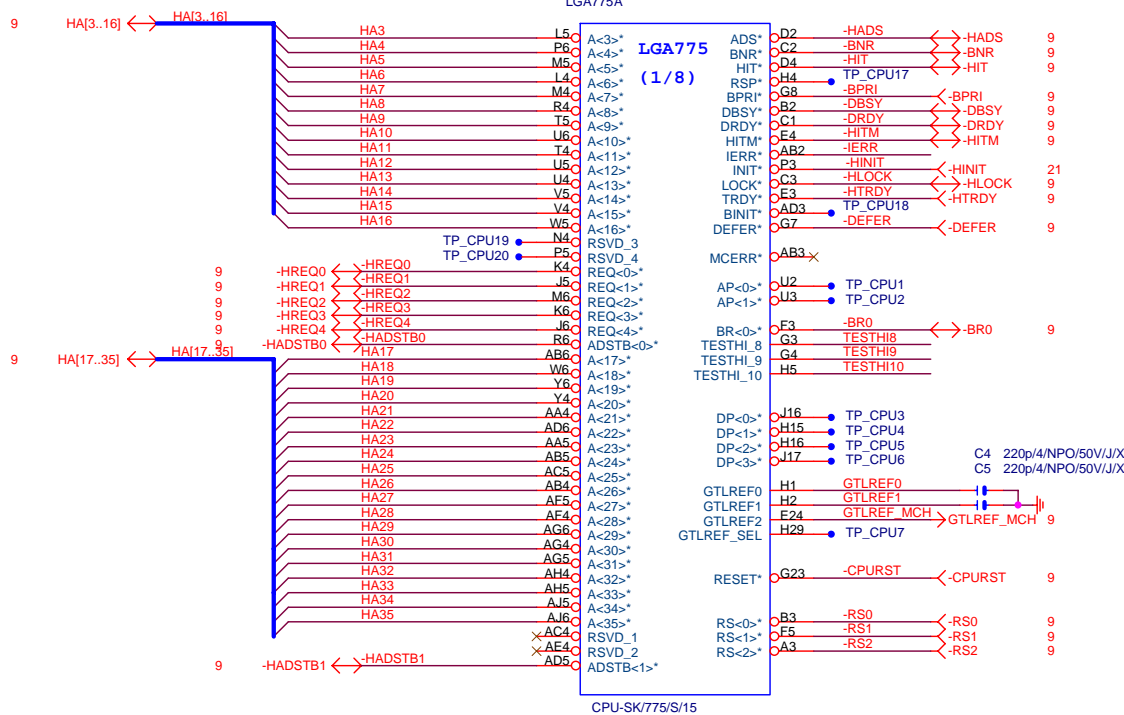 LGA775A
9 HA[3..16] HA[3..16]
LGA775
(1/8)
HA3 L5 A<3>* ADS* D2 -HADS -HADS 9
HA4 P6 A<4>* BNR* C2 -BNR -BNR 9
HA5 M5 A<5>* HIT* D4 -HIT -HIT 9
HA6 L4 A<6>* RSP* H4 TP_CPU17
HA7 M4 A<7>* BPRI* G8 -BPRI -BPRI 9
HA8 R4 A<8>* DBSY* B2 -DBSY -DBSY 9
HA9 T5 A<9>* DRDY* C1 -DRDY -DRDY 9
HA10 U6 A<10>* HITM* E4 -HITM -HITM 9
HA11 T4 A<11>* IERR* AB2 -IERR
HA12 U5 A<12>* INIT* P3 -HINIT -HINIT 21
HA13 U4 A<13>* LOCK* C3 -HLOCK -HLOCK 9
HA14 V5 A<14>* TRDY* E3 -HTRDY -HTRDY 9
HA15 V4 A<15>* BINIT* AD3 TP_CPU18
HA16 W5 A<16>* DEFER* G7 -DEFER -DEFER 9
TP_CPU19 N4 RSVD_3
TP_CPU20 P5 RSVD_4 MCERR* AB3
9 -HREQ0 -HREQ0 K4 REQ<0>*
9 -HREQ1 -HREQ1 J5 REQ<1>* AP<0>* U2 TP_CPU1
9 -HREQ2 -HREQ2 M6 REQ<2>* AP<1>* U3 TP_CPU2
9 -HREQ3 -HREQ3 K6 REQ<3>*
9 -HREQ4 -HREQ4 J6 REQ<4>* BR<0>* F3 -BR0 -BR0 9
9 -HADSTB0 -HADSTB0 R6 ADSTB<0>* TESTHI_8 G3 TESTHI8
9 HA[17..35] HA[17..35]
HA17 AB6 A<17>* TESTHI_9 G4 TESTHI9
HA18 W6 A<18>* TESTHI_10 H5 TESTHI10
HA19 Y6 A<19>*
HA20 Y4 A<20>*
HA21 AA4 A<21>* DP<0>* J16 TP_CPU3
HA22 AD6 A<22>* DP<1>* H15 TP_CPU4
HA23 AA5 A<23>* DP<2>* H16 TP_CPU5
HA24 AB5 A<24>* DP<3>* J17 TP_CPU6
C4 220p/4/NPO/50V/J/X
C5 220p/4/NPO/50V/J/X
HA25 AC5 A<25>*
HA26 AB4 A<26>* GTLREF0 H1 GTLREF0
HA27 AF5 A<27>* GTLREF1 H2 GTLREF1
HA28 AF4 A<28>* GTLREF2 E24 GTLREF_MCH GTLREF_MCH 9
HA29 AG6 A<29>* GTLREF_SEL H29 TP_CPU7
HA30 AG4 A<30>*
HA31 AG5 A<31>*
HA32 AH4 A<32>* RESET* G23 -CPURST -CPURST 9
HA33 AH5 A<33>*
HA34 AJ5 A<34>*
HA35 AJ6 A<35>* RS<0>* B3 -RS0 -RS0 9
AC4 RSVD_1 RS<1>* F5 -RS1 -RS1 9
AE4 RSVD_2 RS<2>* A3 -RS2 -RS2 9
9 -HADSTB1 -HADSTB1 AD5 ADSTB<1>*
CPU-SK/775/S/15